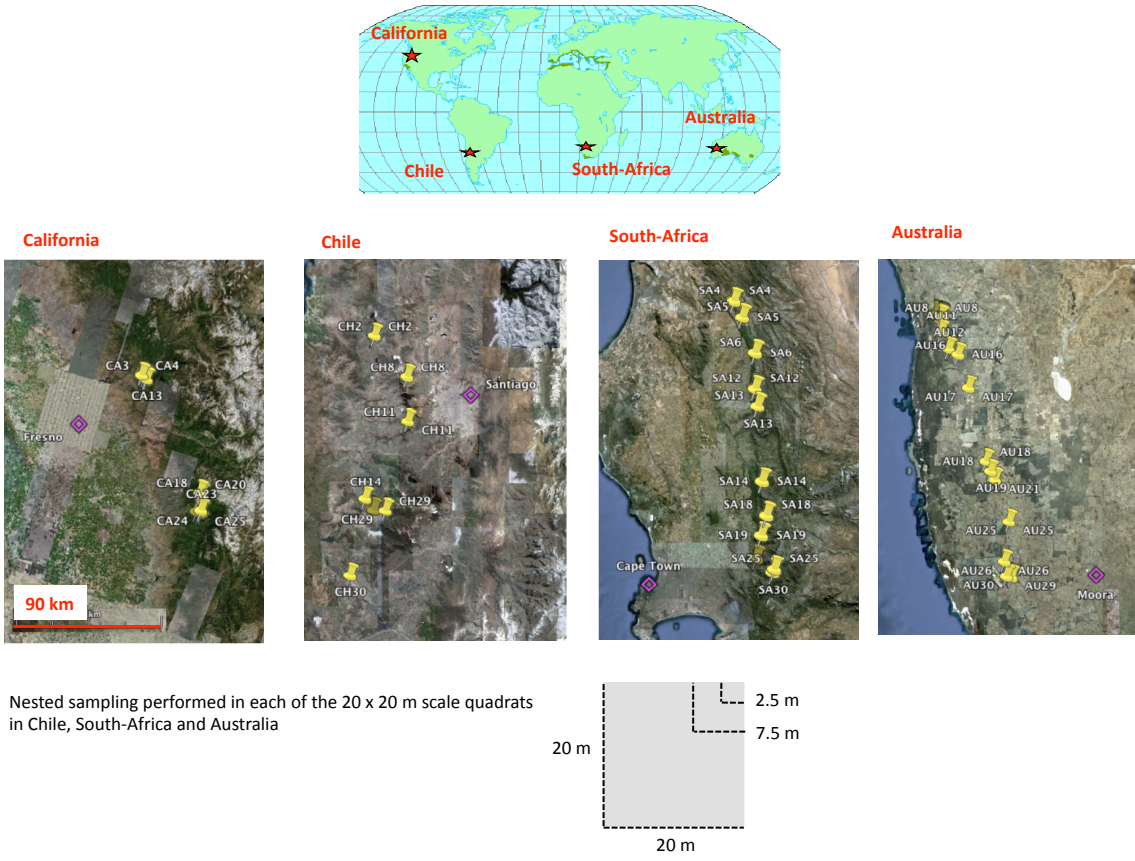 California
Australia
Chile
South-Africa
California
Chile
South-Africa
Australia
CA3
CA4
CA13
Fresno
CA18
CA20
CA23
CA24
CA25
90 km
km
CH2
CH2
CH8
CH8
Santiago
CH11
CH11
CH14
CH29
CH29
CH30
SA4
SA4
SA5
SA5
SA6
SA6
SA12
SA12
SA13
SA13
SA14
SA14
SA18
SA18
SA19
SA19
SA25
SA25
Cape Town
SA30
AU8
AU8
AU11
AU12
AU16
AU16
AU17
AU17
AU18
AU18
AU19
AU21
AU25
AU25
AU26
AU26
AU30
AU29
Moora
Nested sampling performed in each of the 20 x 20 m scale quadrats
in Chile, South-Africa and Australia
2.5 m
7.5 m
20 m
20 m